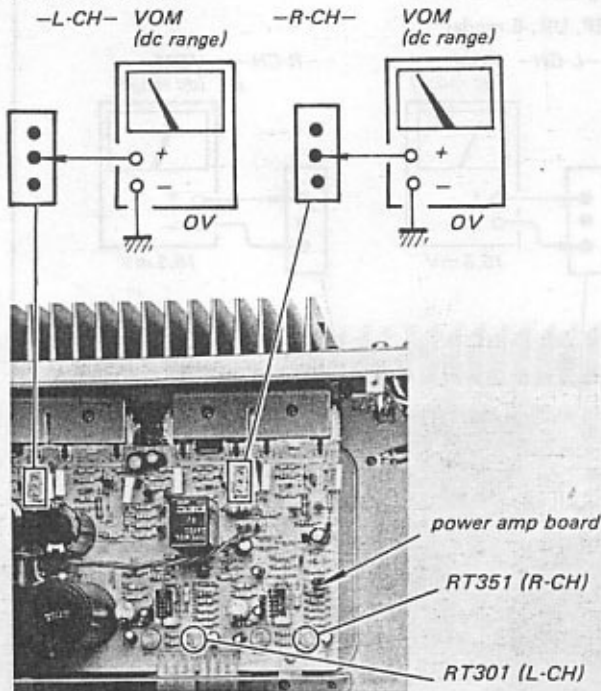 -L-CH- VOM
(dc range)
-R-CH- VOM
(dc range)
+
-
0V
+
-
0V
power amp board
RT351 (R-CH)
RT301 (L-CH)